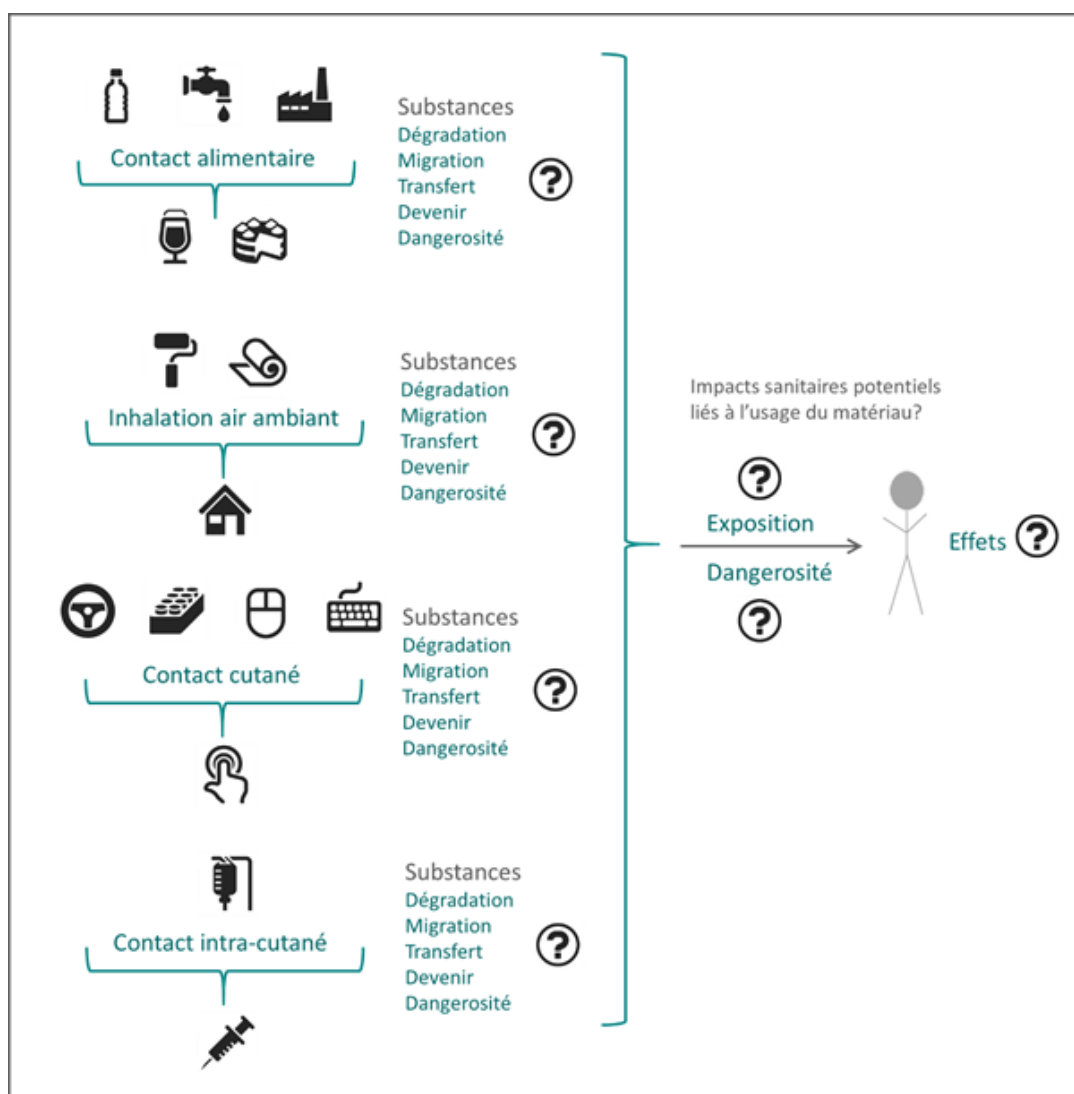 Contact alimentaire
Substances
Dégradation
Migration
Transfert
Devenir
Dangerosité
?
Inhalation air ambiant
Substances
Dégradation
Migration
Transfert
Devenir
Dangerosité
?
Contact cutané
Substances
Dégradation
Migration
Transfert
Devenir
Dangerosité
?
Contact intra-cutané
Substances
Dégradation
Migration
Transfert
Devenir
Dangerosité
?
Impacts sanitaires potentiels
liés à l'usage du matériau?
?
Exposition
Dangerosité
?
Effets ?